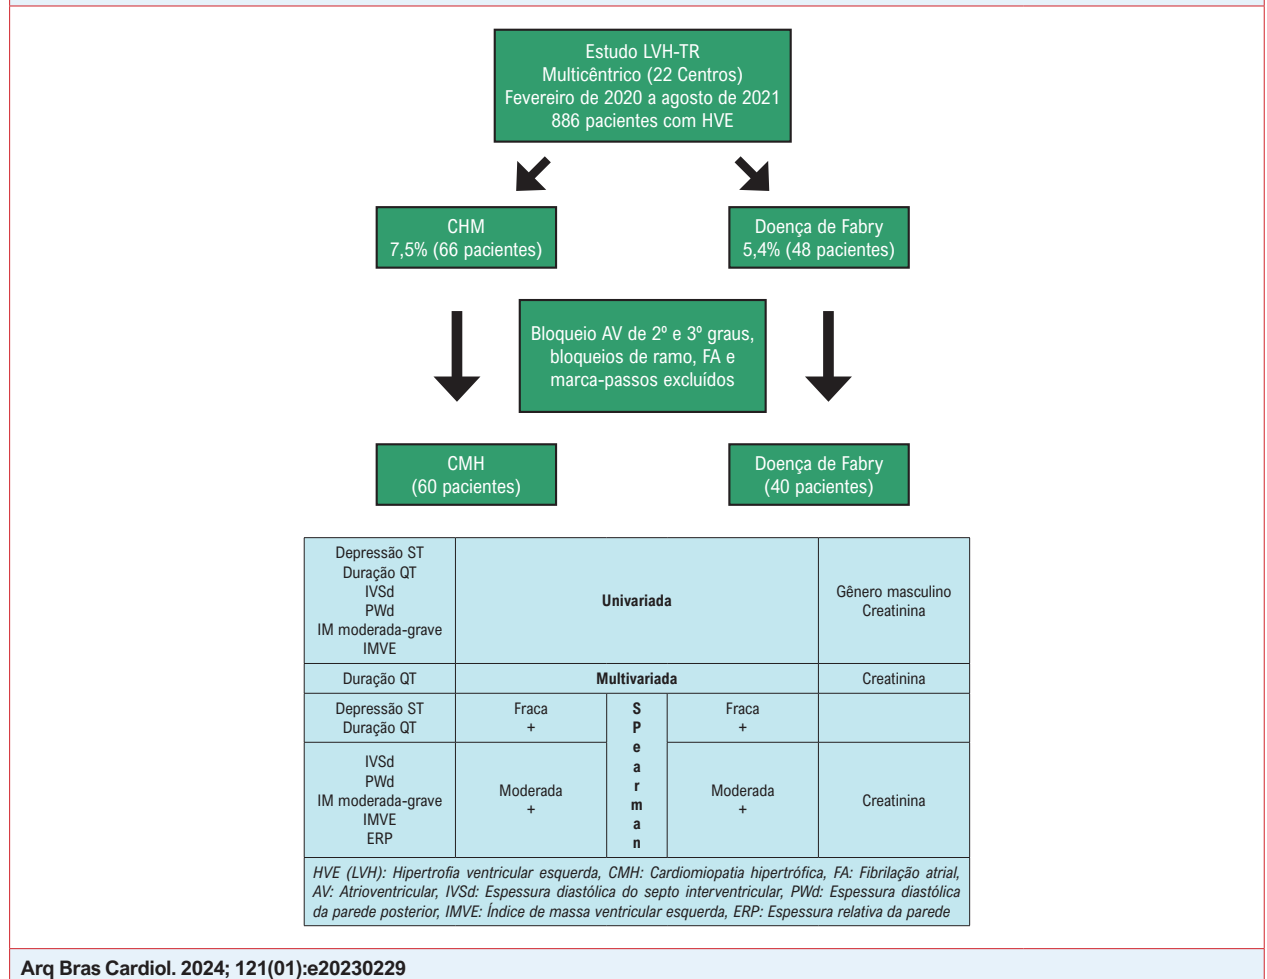 Estudo LVH-TR
Multicêntrico (22 Centros)
Fevereiro de 2020 a agosto de 2021
886 pacientes com HVE
CHM
7,5% (66 pacientes)
Doença de Fabry
5,4% (48 pacientes)
Bloqueio AV de 2º e 3º graus,
bloqueios de ramo, FA e
marca-passos excluídos
CMH
(60 pacientes)
Doença de Fabry
(40 pacientes)
Depressão ST
Duração QT
IVSd
PWd
IM moderada-grave
IMVE
Univariada
Gênero masculino
Creatinina
Duração QT
Multivariada
Creatinina
Depressão ST
Duração QT
Fraca
+
S
P
e
a
r
m
a
n
Fraca
+
IVSd
PWd
IM moderada-grave
IMVE
ERP
Moderada
+
Moderada
+
Creatinina
HVE (LVH): Hipertrofia ventricular esquerda, CMH: Cardiomiopatia hipertrófica, FA: Fibrilação atrial,
AV: Atrioventricular, IVSd: Espessura diastólica do septo interventricular, PWd: Espessura diastólica
da parede posterior, IMVE: Índice de massa ventricular esquerda, ERP: Espessura relativa da parede
Arq Bras Cardiol. 2024; 121(01):e20230229